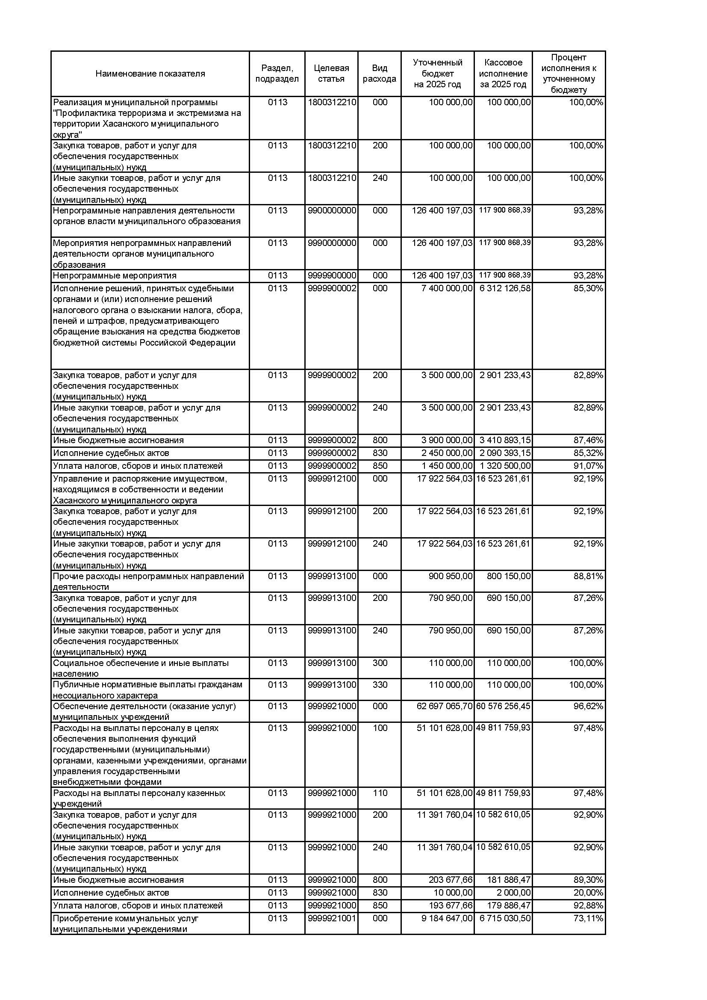 Наименование показателя
Раздел,
подраздел
Целевая
статья
Вид
расхода
Уточненный
бюджет
на 2025 год
Кассовое
исполнение
за 2025 год
Процент
исполнения к
уточненному
бюджету
Реализация муниципальной программы 0113 1800312210 000 100 000,00 100 000,00 100,00%
"Профилактика терроризма и экстремизма на
территории Хасанского муниципального
округа"
Закупка товаров, работ и услуг для 0113 1800312210 200 100 000,00 100 000,00 100,00%
обеспечения государственных
(муниципальных) нужд
Иные закупки товаров, работ и услуг для 0113 1800312210 240 100 000,00 100 000,00 100,00%
обеспечения государственных
(муниципальных) нужд
Непрограммные направления деятельности 0113 9900000000 000 126 400 197,03 117 900 868,39 93,28%
органов власти муниципального образования
Мероприятия непрограммных направлений 0113 9990000000 000 126 400 197,03 117 900 868,39 93,28%
деятельности органов муниципального
образования
Непрограммные мероприятия 0113 9999900000 000 126 400 197,03 117 900 868,39 93,28%
Исполнение решений, принятых судебными 0113 9999900002 000 7 400 000,00 6 312 126,58 85,30%
органами и (или) исполнение решений
налогового органа о взыскании налога, сбора,
пеней и штрафов, предусматривающего
обращение взыскания на средства бюджетов
бюджетной системы Российской Федерации
Закупка товаров, работ и услуг для 0113 9999900002 200 3 500 000,00 2 901 233,43 82,89%
обеспечения государственных
(муниципальных) нужд
Иные закупки товаров, работ и услуг для 0113 9999900002 240 3 500 000,00 2 901 233,43 82,89%
обеспечения государственных
(муниципальных) нужд
Иные бюджетные ассигнования 0113 9999900002 800 3 900 000,00 3 410 893,15 87,46%
Исполнение судебных актов 0113 9999900002 830 2 450 000,00 2 090 393,15 85,32%
Уплата налогов, сборов и иных платежей 0113 9999900002 850 1 450 000,00 1 320 500,00 91,07%
Управление и распоряжение имуществом, 0113 9999912100 000 17 922 564,03 16 523 261,61 92,19%
находящимся в собственности и ведении
Хасанского муниципального округа
Закупка товаров, работ и услуг для 0113 9999912100 200 17 922 564,03 16 523 261,61 92,19%
обеспечения государственных
(муниципальных) нужд
Иные закупки товаров, работ и услуг для 0113 9999912100 240 17 922 564,03 16 523 261,61 92,19%
обеспечения государственных
(муниципальных) нужд
Прочие расходы непрограммных направлений 0113 9999913100 000 900 950,00 800 150,00 88,81%
деятельности
Закупка товаров, работ и услуг для 0113 9999913100 200 790 950,00 690 150,00 87,26%
обеспечения государственных
(муниципальных) нужд
Иные закупки товаров, работ и услуг для 0113 9999913100 240 790 950,00 690 150,00 87,26%
обеспечения государственных
(муниципальных) нужд
Социальное обеспечение и иные выплаты 0113 9999913100 300 110 000,00 110 000,00 100,00%
населению
Публичные нормативные выплаты гражданам 0113 9999913100 330 110 000,00 110 000,00 100,00%
несоциального характера
Обеспечение деятельности (оказание услуг) 0113 9999921000 000 62 697 065,70 60 576 256,45 96,62%
муниципальных учреждений
Расходы на выплаты персоналу в целях 0113 9999921000 100 51 101 628,00 49 811 759,93 97,48%
обеспечения выполнения функций
государственными (муниципальными)
органами, казенными учреждениями, органами
управления государственными
внебюджетными фондами
Расходы на выплаты персоналу казенных 0113 9999921000 110 51 101 628,00 49 811 759,93 97,48%
учреждений
Закупка товаров, работ и услуг для 0113 9999921000 200 11 391 760,04 10 582 610,05 92,90%
обеспечения государственных
(муниципальных) нужд
Иные закупки товаров, работ и услуг для 0113 9999921000 240 11 391 760,04 10 582 610,05 92,90%
обеспечения государственных
(муниципальных) нужд
Иные бюджетные ассигнования 0113 9999921000 800 203 677,66 181 886,47 89,30%
Исполнение судебных актов 0113 9999921000 830 10 000,00 2 000,00 20,00%
Уплата налогов, сборов и иных платежей 0113 9999921000 850 193 677,66 179 886,47 92,88%
Приобретение коммунальных услуг 0113 9999921001 000 9 184 647,00 6 715 030,50 73,11%
муниципальными учреждениями